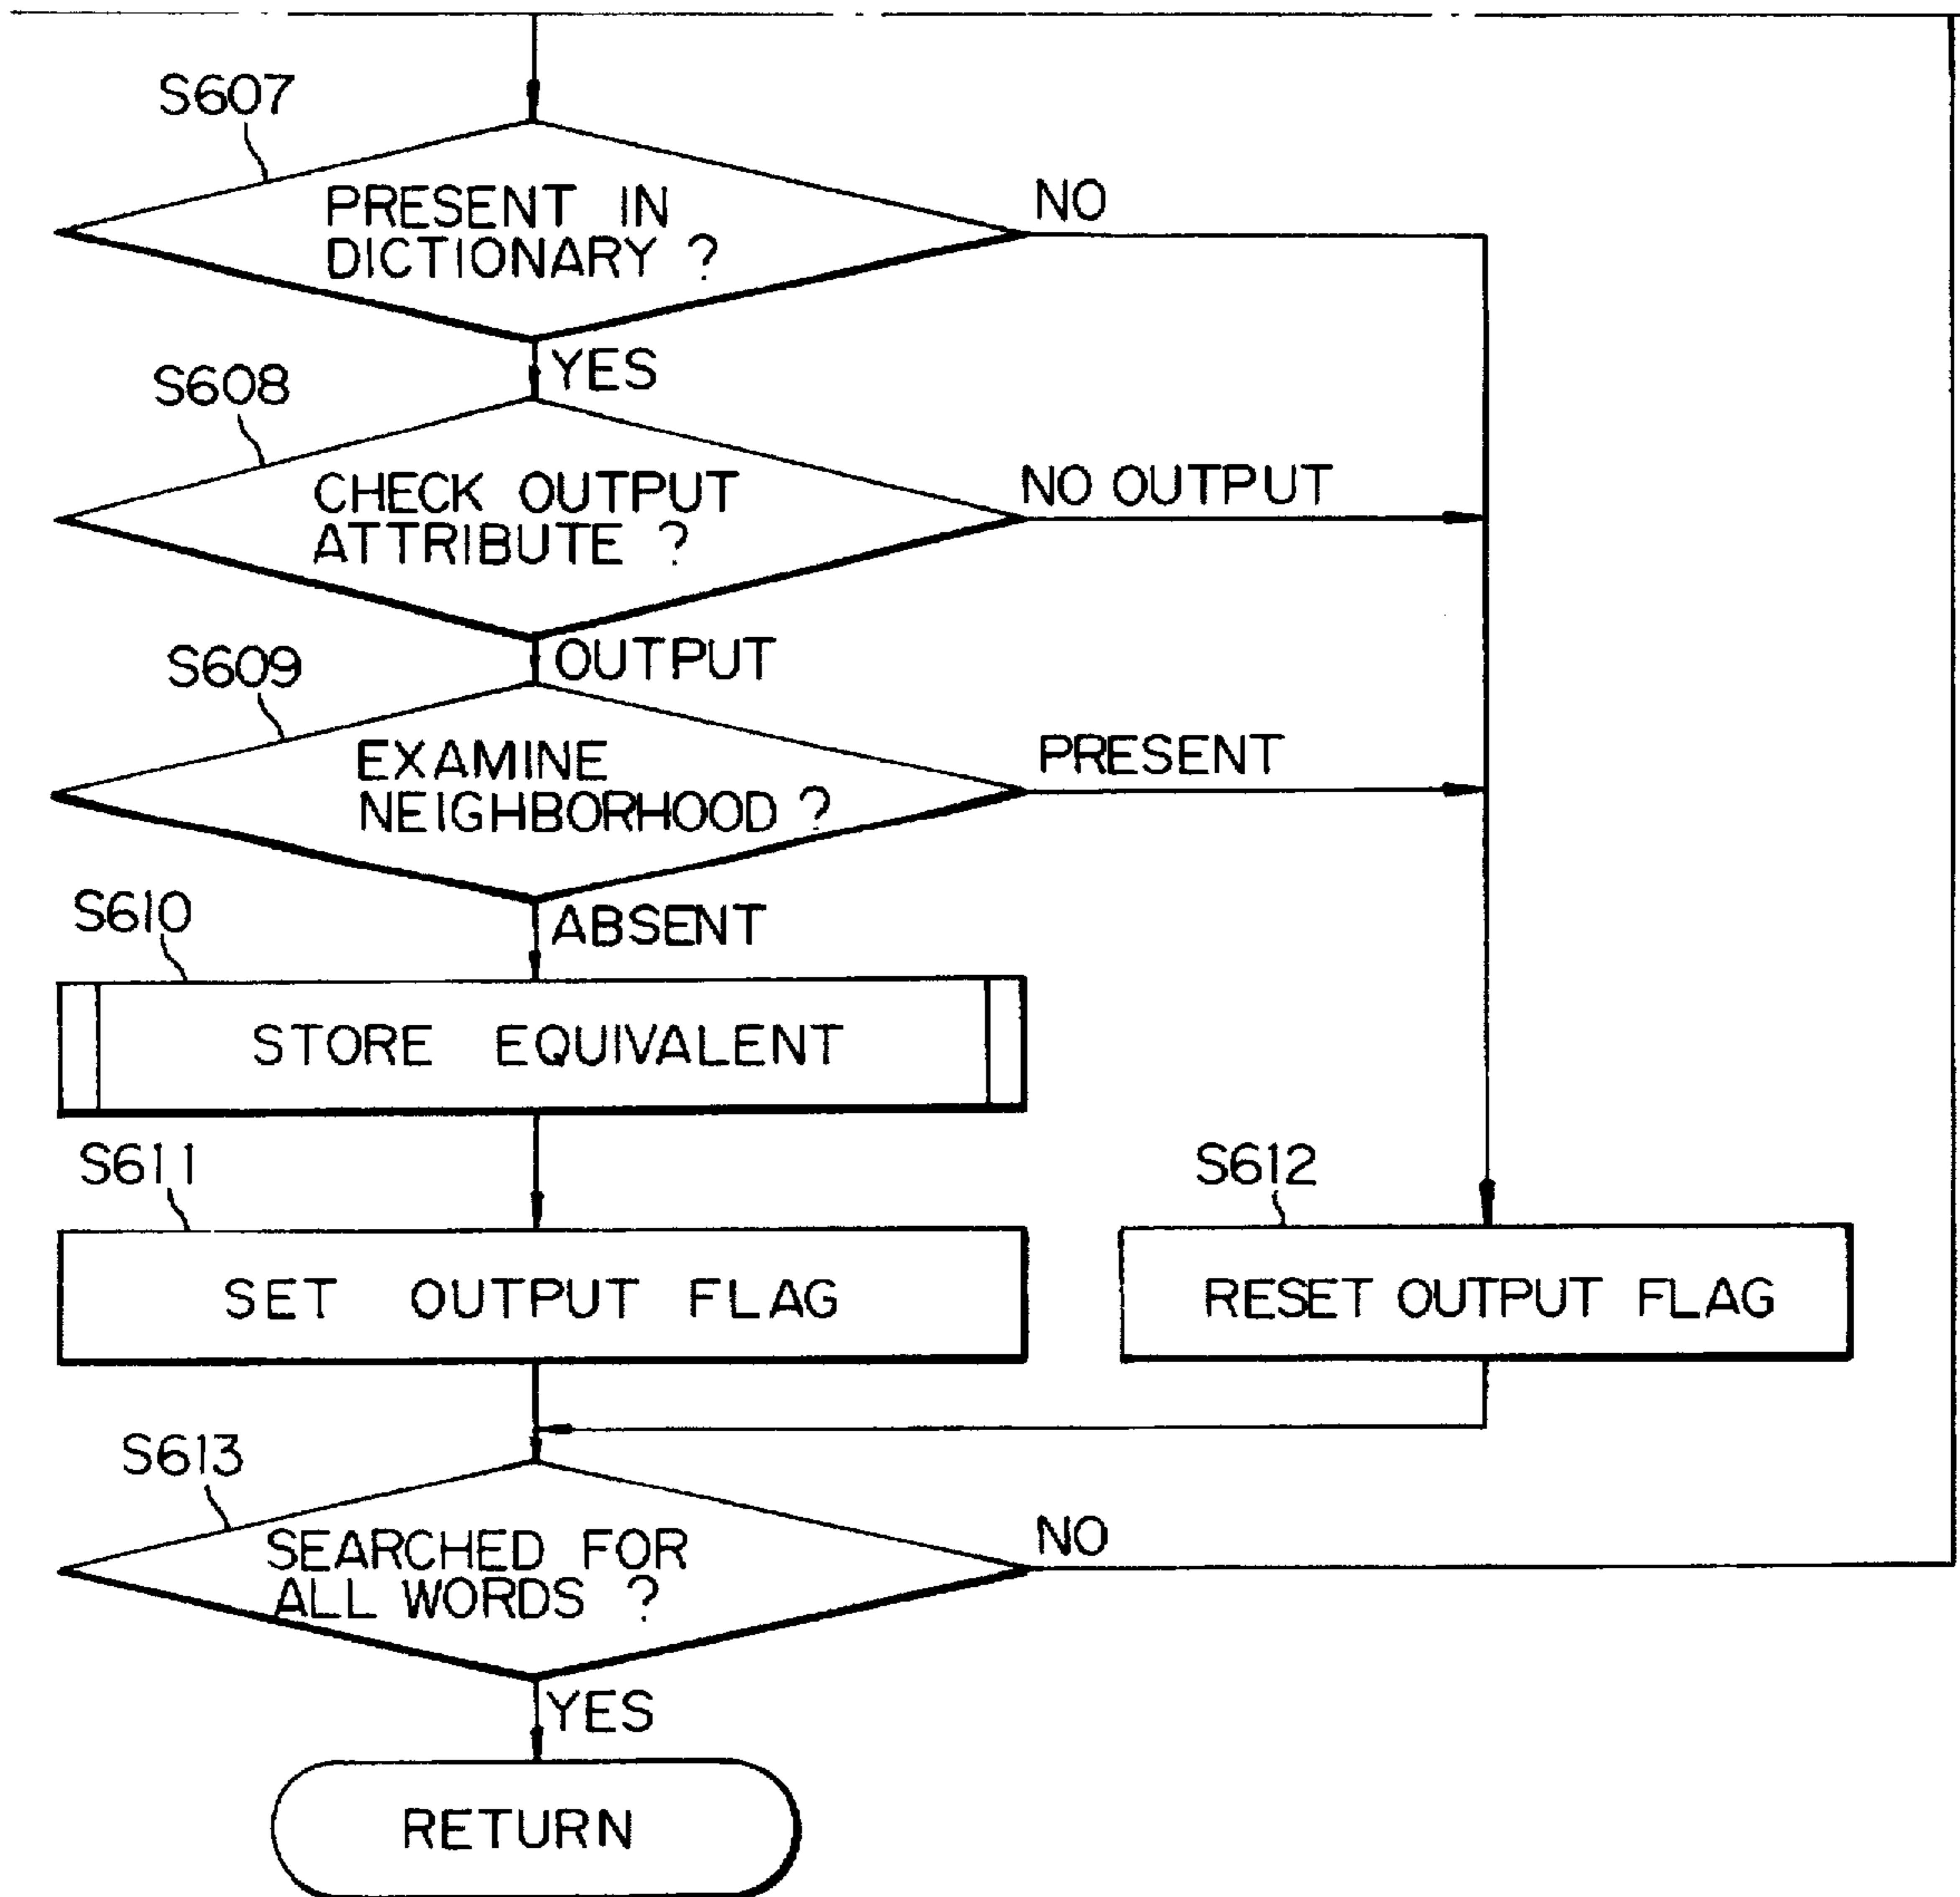 S607
PRESENT IN
DICTIONARY ?
NO
YES
S608
CHECK OUTPUT
ATTRIBUTE ?
NO OUTPUT
OUTPUT
S609
EXAMINE
NEIGHBORHOOD ?
PRESENT
ABSENT
S610
STORE EQUIVALENT
S611
SET OUTPUT FLAG
S612
RESET OUTPUT FLAG
S613
SEARCHED FOR
ALL WORDS ?
NO
YES
RETURN